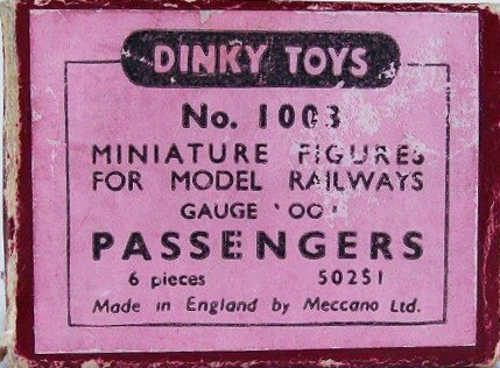 DINKY TOYS
No. 1003
MINIATURE FIGURES
FOR MODEL RAILWAYS
GAUGE 'OO'
PASSENGERS
6 pieces 50251
Made in England by Meccano Ltd.